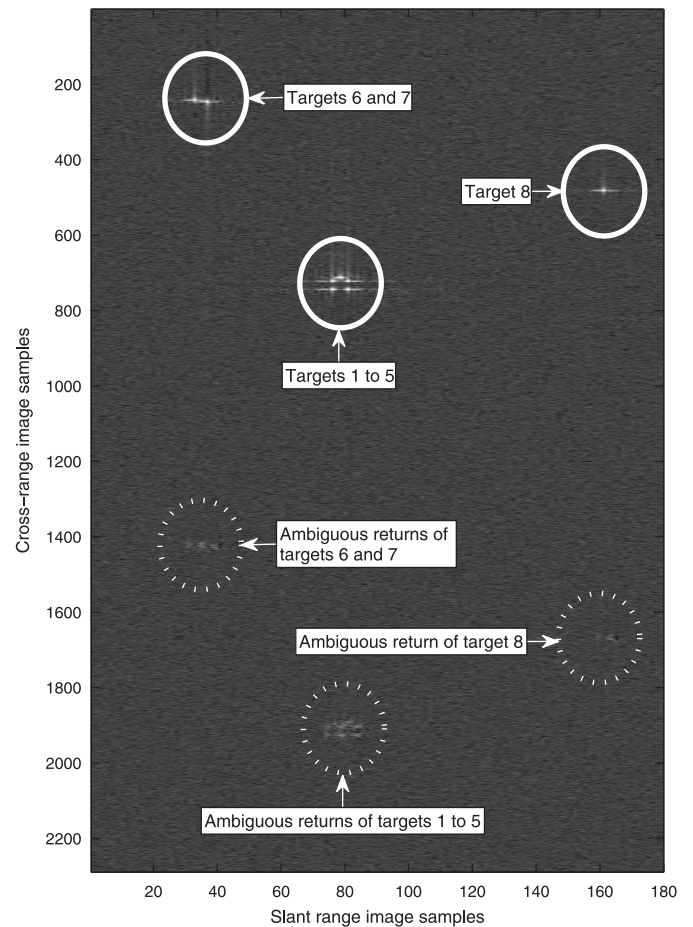 200
Targets 6 and 7
400
Target 8
600
800
Targets 1 to 5
1000
1200
1400
Ambiguous returns of
targets 6 and 7
1600
Ambiguous return of target 8
1800
2000
Ambiguous returns of targets 1 to 5
2200
Cross−range image samples
20 40 60 80 100 120 140 160 180
Slant range image samples